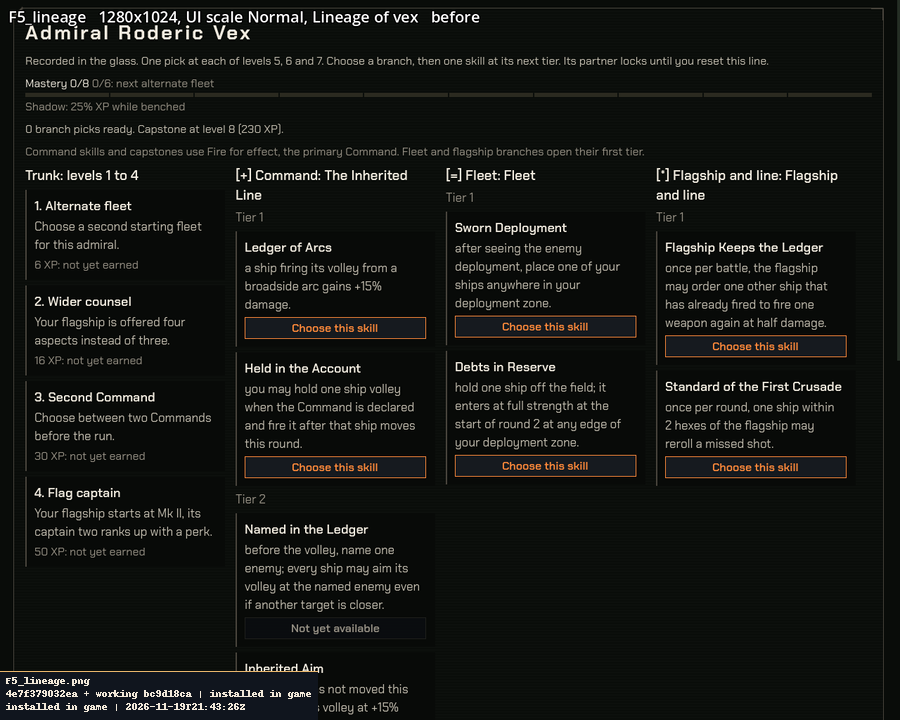 F5_lineage   1280x1024, UI scale Normal, Lineage of vex   before
Admiral Roderic Vex
Recorded in the glass. One pick at each of levels 5, 6 and 7. Choose a branch, then one skill at its next tier. Its partner locks until you reset this line.
Mastery 0/8 0/6: next alternate fleet
Shadow: 25% XP while benched
0 branch picks ready. Capstone at level 8 (230 XP).
Command skills and capstones use Fire for effect, the primary Command. Fleet and flagship branches open their first tier.
Trunk: levels 1 to 4
1. Alternate fleet
Choose a second starting fleet
for this admiral.
6 XP: not yet earned
2. Wider counsel
Your flagship is offered four
aspects instead of three.
16 XP: not yet earned
3. Second Command
Choose between two Commands
before the run.
30 XP: not yet earned
4. Flag captain
Your flagship starts at Mk II, its
captain two ranks up with a perk.
50 XP: not yet earned
[+] Command: The Inherited
Line
Tier 1
Ledger of Arcs
a ship firing its volley from a
broadside arc gains +15%
damage.
Choose this skill
Held in the Account
you may hold one ship volley
when the Command is declared
and fire it after that ship moves
this round.
Choose this skill
Tier 2
Named in the Ledger
before the volley, name one
enemy; every ship may aim its
volley at the named enemy even
if another target is closer.
Not yet available
Inherited Aim
s not moved this
s volley at +15%
[=] Fleet: Fleet
Tier 1
Sworn Deployment
after seeing the enemy
deployment, place one of your
ships anywhere in your
deployment zone.
Choose this skill
Debts in Reserve
hold one ship off the field; it
enters at full strength at the
start of round 2 at any edge of
your deployment zone.
Choose this skill
[*] Flagship and line: Flagship
and line
Tier 1
Flagship Keeps the Ledger
once per battle, the flagship
may order one other ship that
has already fired to fire one
weapon again at half damage.
Choose this skill
Standard of the First Crusade
once per round, one ship within
2 hexes of the flagship may
reroll a missed shot.
Choose this skill
F5_lineage.png
4e7f379032ea + working bc9d18ca | installed in game
installed in game | 2026-11-19T21:43:26Z